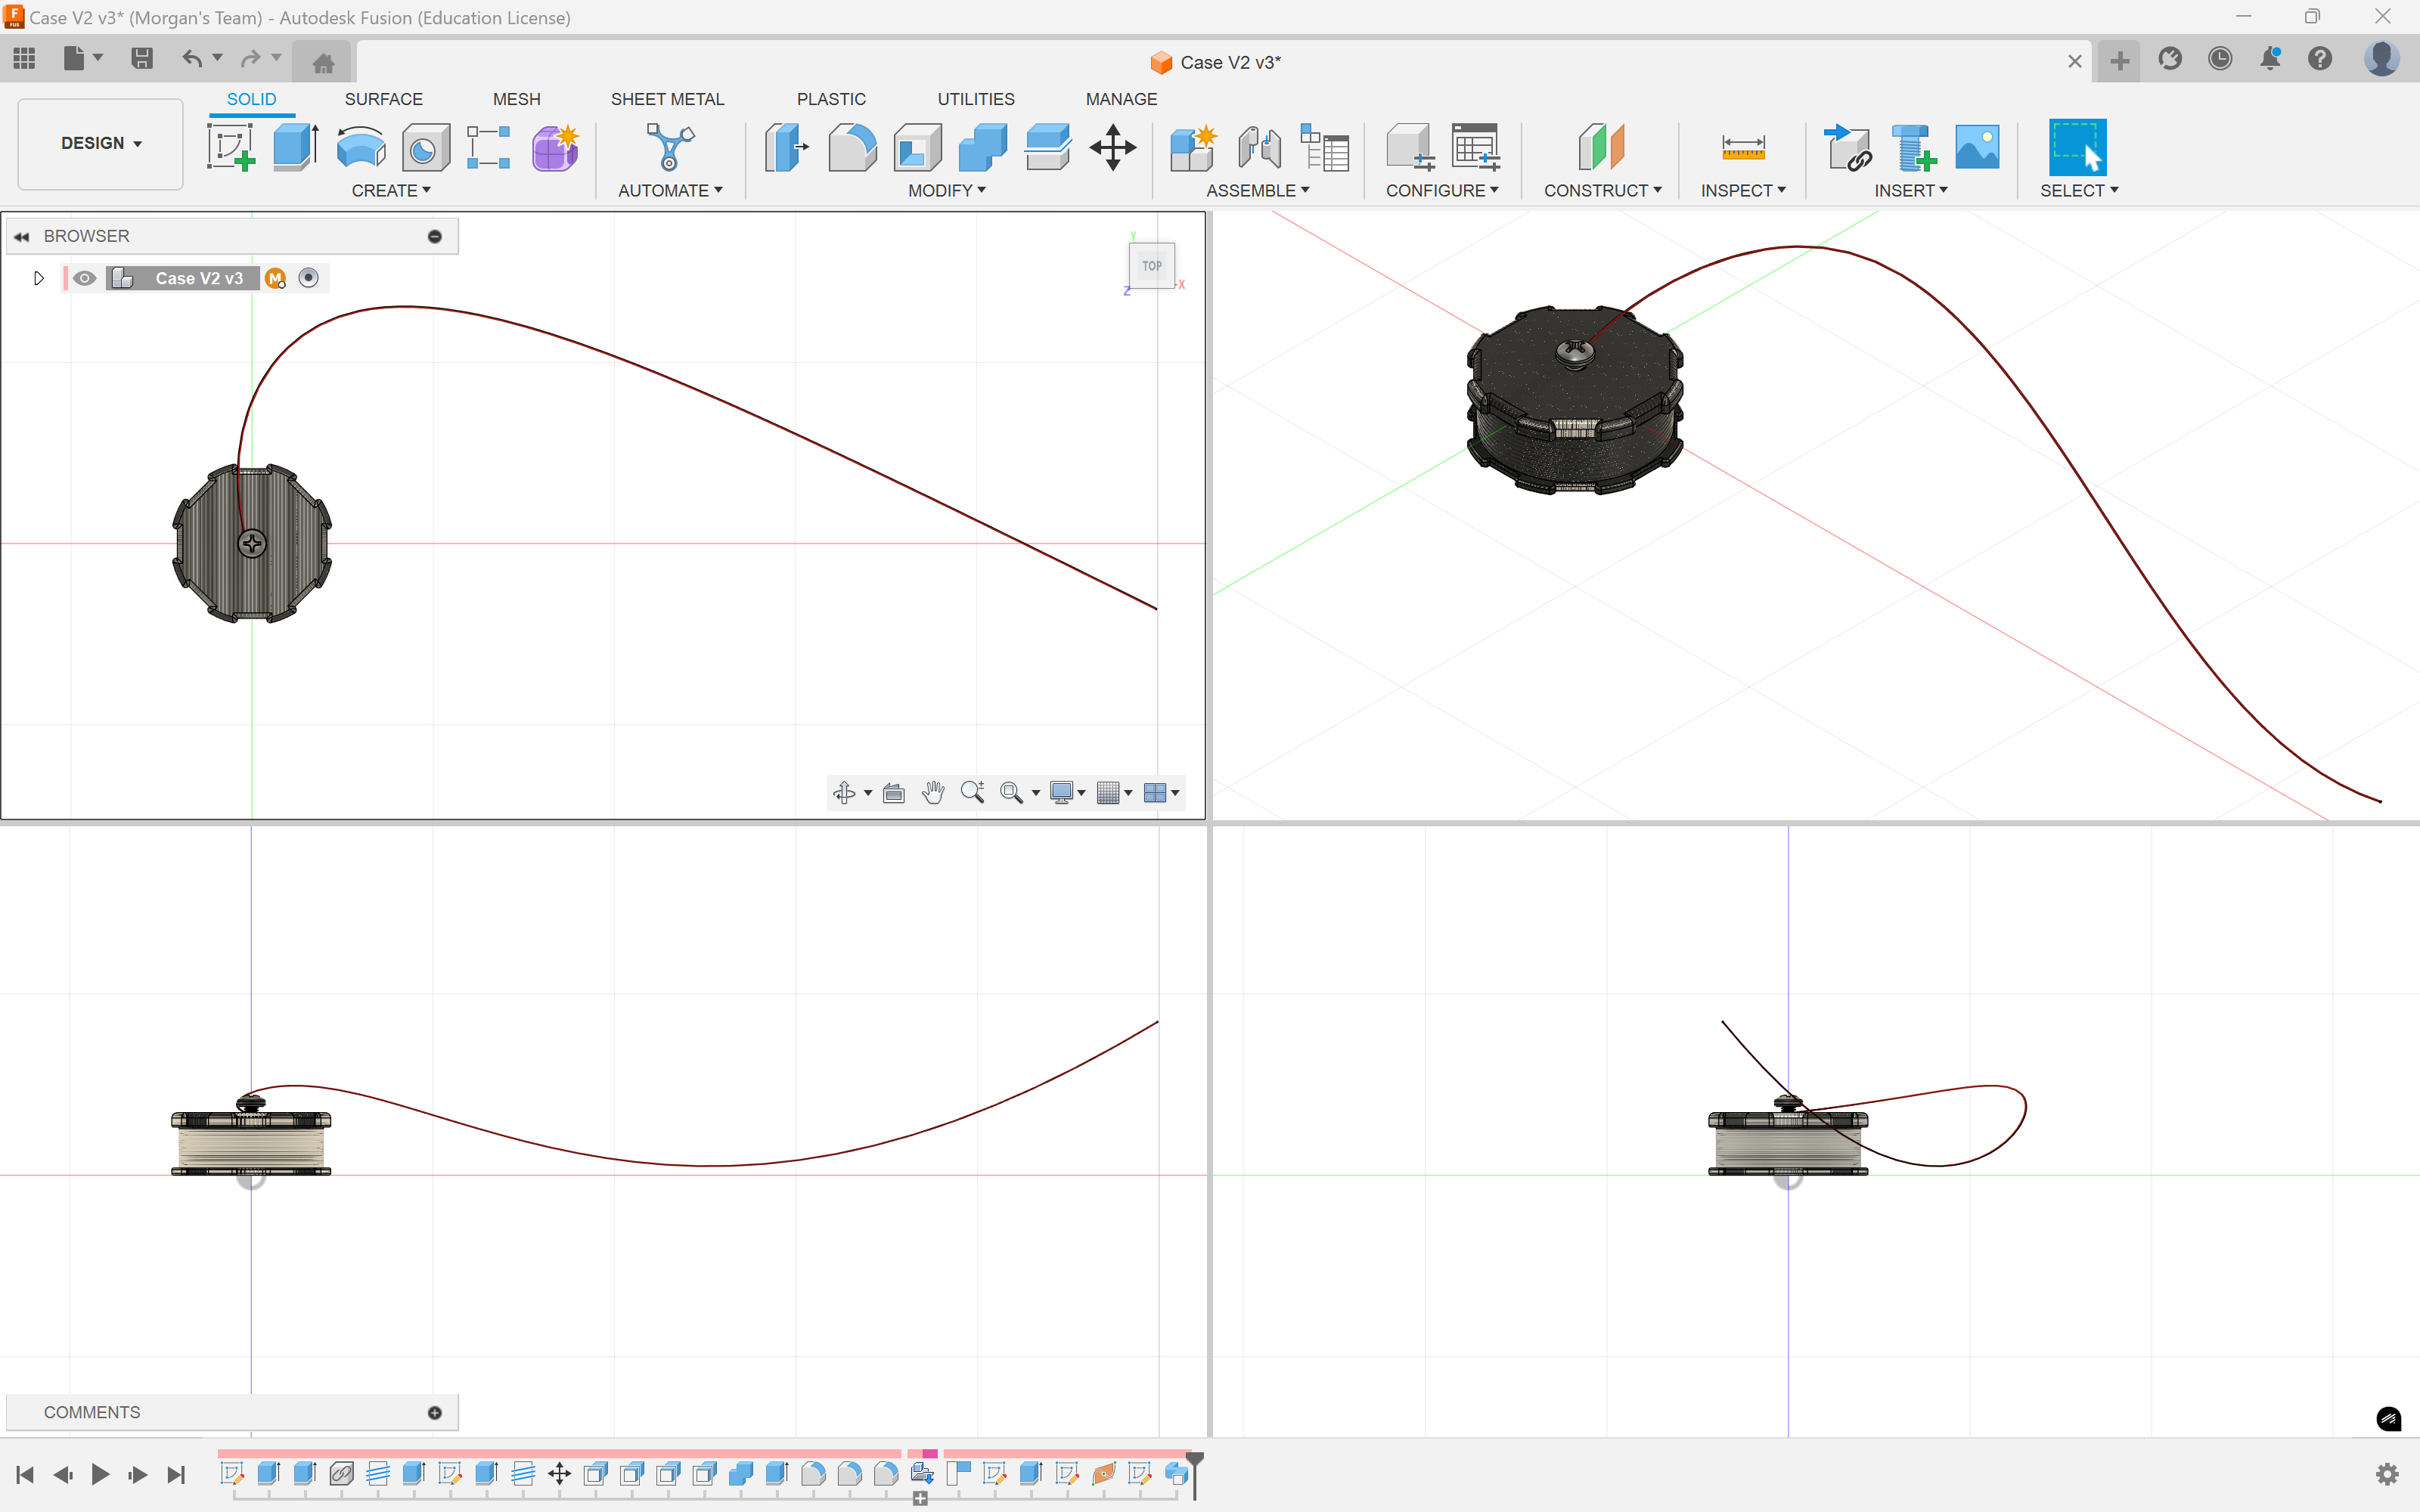 Case V2 v3* (Morgan's Team) - Autodesk Fusion (Education License)
Case V2 v3*
DESIGN
SOLID
SURFACE
MESH
SHEET METAL
PLASTIC
UTILITIES
MANAGE
CREATE
AUTOMATE
MODIFY
ASSEMBLE
CONFIGURE
CONSTRUCT
INSPECT
INSERT
SELECT
BROWSER
Case V2 v3
M
Y
TOP
X
Z
COMMENTS